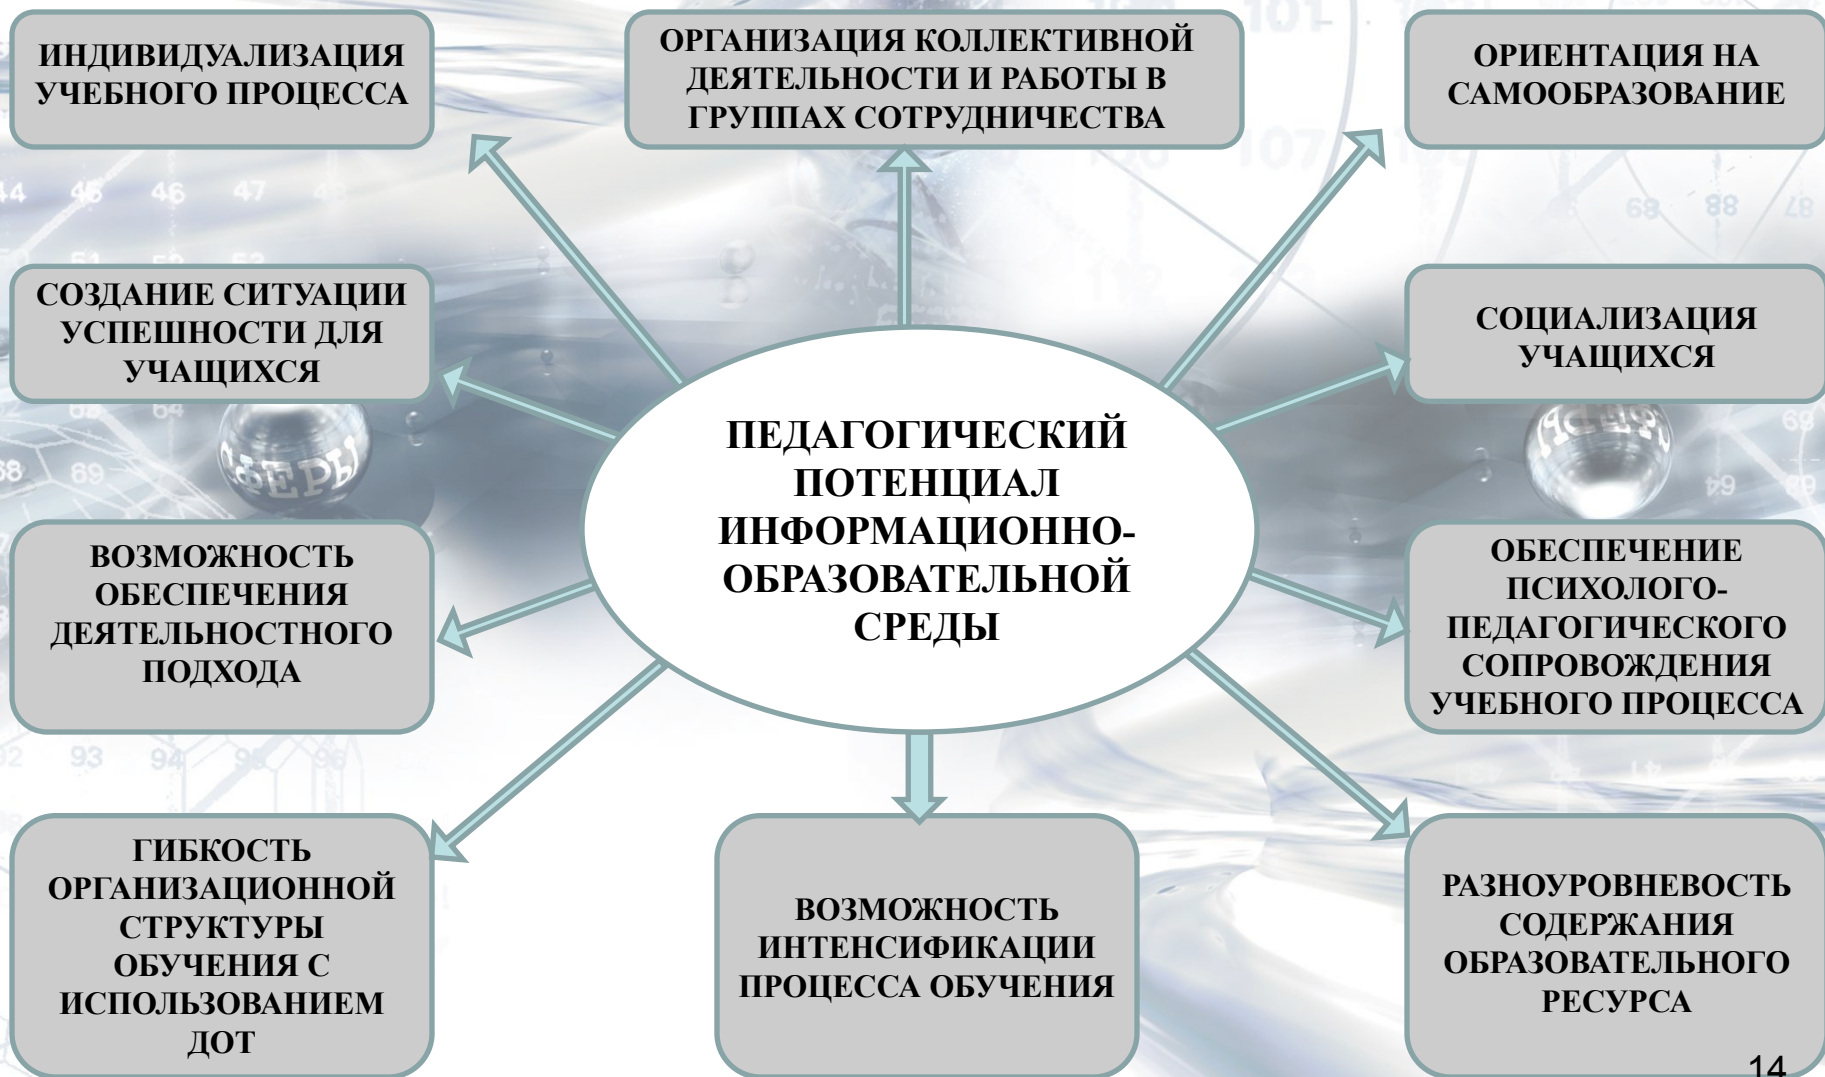 ИНДИВИДУАЛИЗАЦИЯ
УЧЕБНОГО ПРОЦЕССА
ОРГАНИЗАЦИЯ КОЛЛЕКТИВНОЙ
ДЕЯТЕЛЬНОСТИ И РАБОТЫ В
ГРУППАХ СОТРУДНИЧЕСТВА
ОРИЕНТАЦИЯ НА
САМООБРАЗОВАНИЕ
СОЗДАНИЕ СИТУАЦИИ
УСПЕШНОСТИ ДЛЯ
УЧАЩИХСЯ
СОЦИАЛИЗАЦИЯ
УЧАЩИХСЯ
ПЕДАГОГИЧЕСКИЙ
ПОТЕНЦИАЛ
ИНФОРМАЦИОННО-
ОБРАЗОВАТЕЛЬНОЙ
СРЕДЫ
ВОЗМОЖНОСТЬ
ОБЕСПЕЧЕНИЯ
ДЕЯТЕЛЬНОСТНОГО
ПОДХОДА
ОБЕСПЕЧЕНИЕ
ПСИХОЛОГО-
ПЕДАГОГИЧЕСКОГО
СОПРОВОЖДЕНИЯ
УЧЕБНОГО ПРОЦЕССА
ГИБКОСТЬ
ОРГАНИЗАЦИОННОЙ
СТРУКТУРЫ
ОБУЧЕНИЯ С
ИСПОЛЬЗОВАНИЕМ
ДОТ
ВОЗМОЖНОСТЬ
ИНТЕНСИФИКАЦИИ
ПРОЦЕССА ОБУЧЕНИЯ
РАЗНОУРОВНЕВОСТЬ
СОДЕРЖАНИЯ
ОБРАЗОВАТЕЛЬНОГО
РЕСУРСА
14